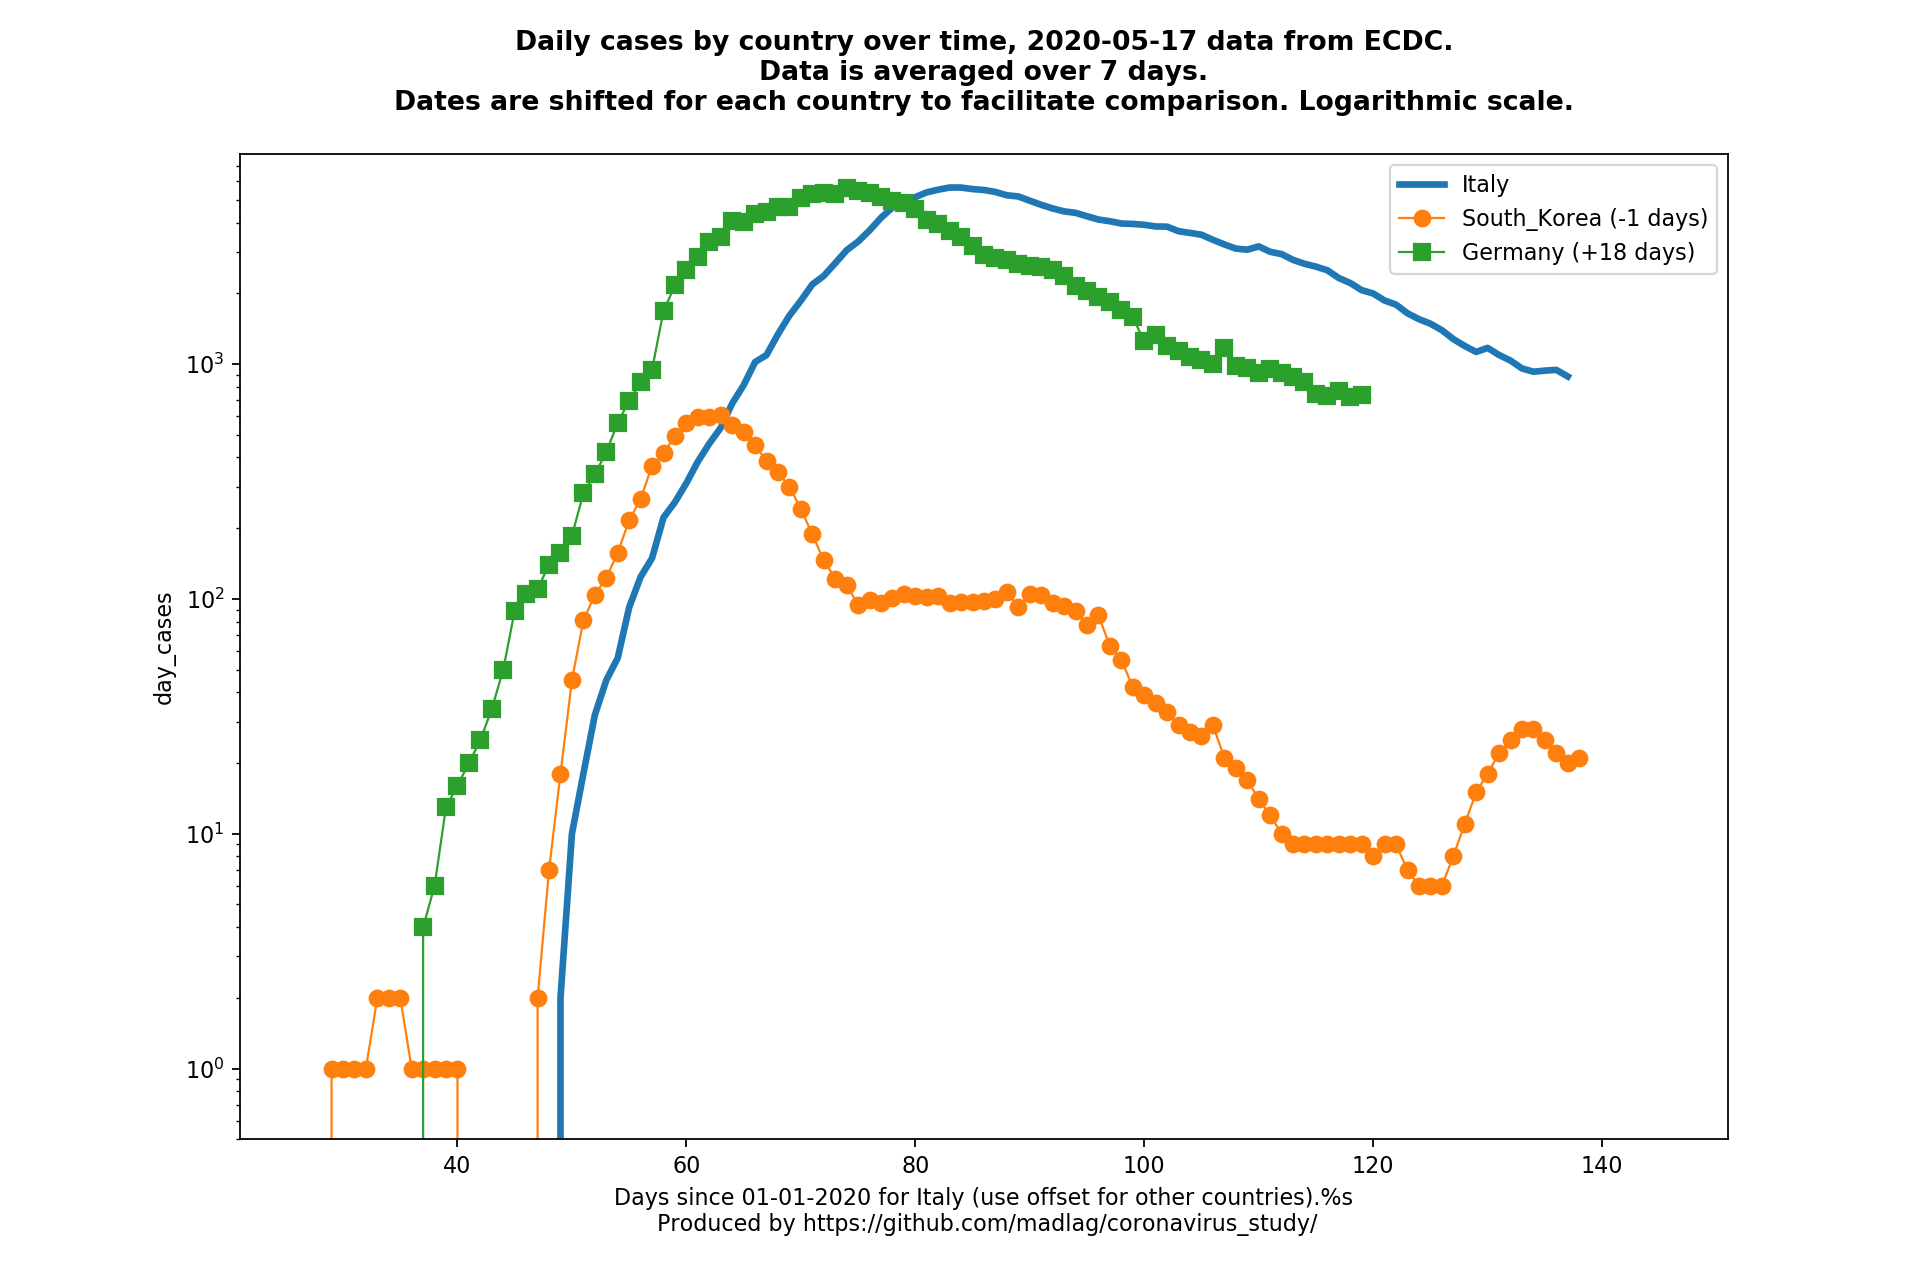 Daily cases by country over time, 2020-05-17 data from ECDC.
Data is averaged over 7 days.
Dates are shifted for each country to facilitate comparison. Logarithmic scale.
Italy
South_Korea (-1 days)
Germany (+18 days)
10³
10²
10¹
10⁰
day_cases
40 60 80 100 120 140
Days since 01-01-2020 for Italy (use offset for other countries).%s
Produced by https://github.com/madlag/coronavirus_study/